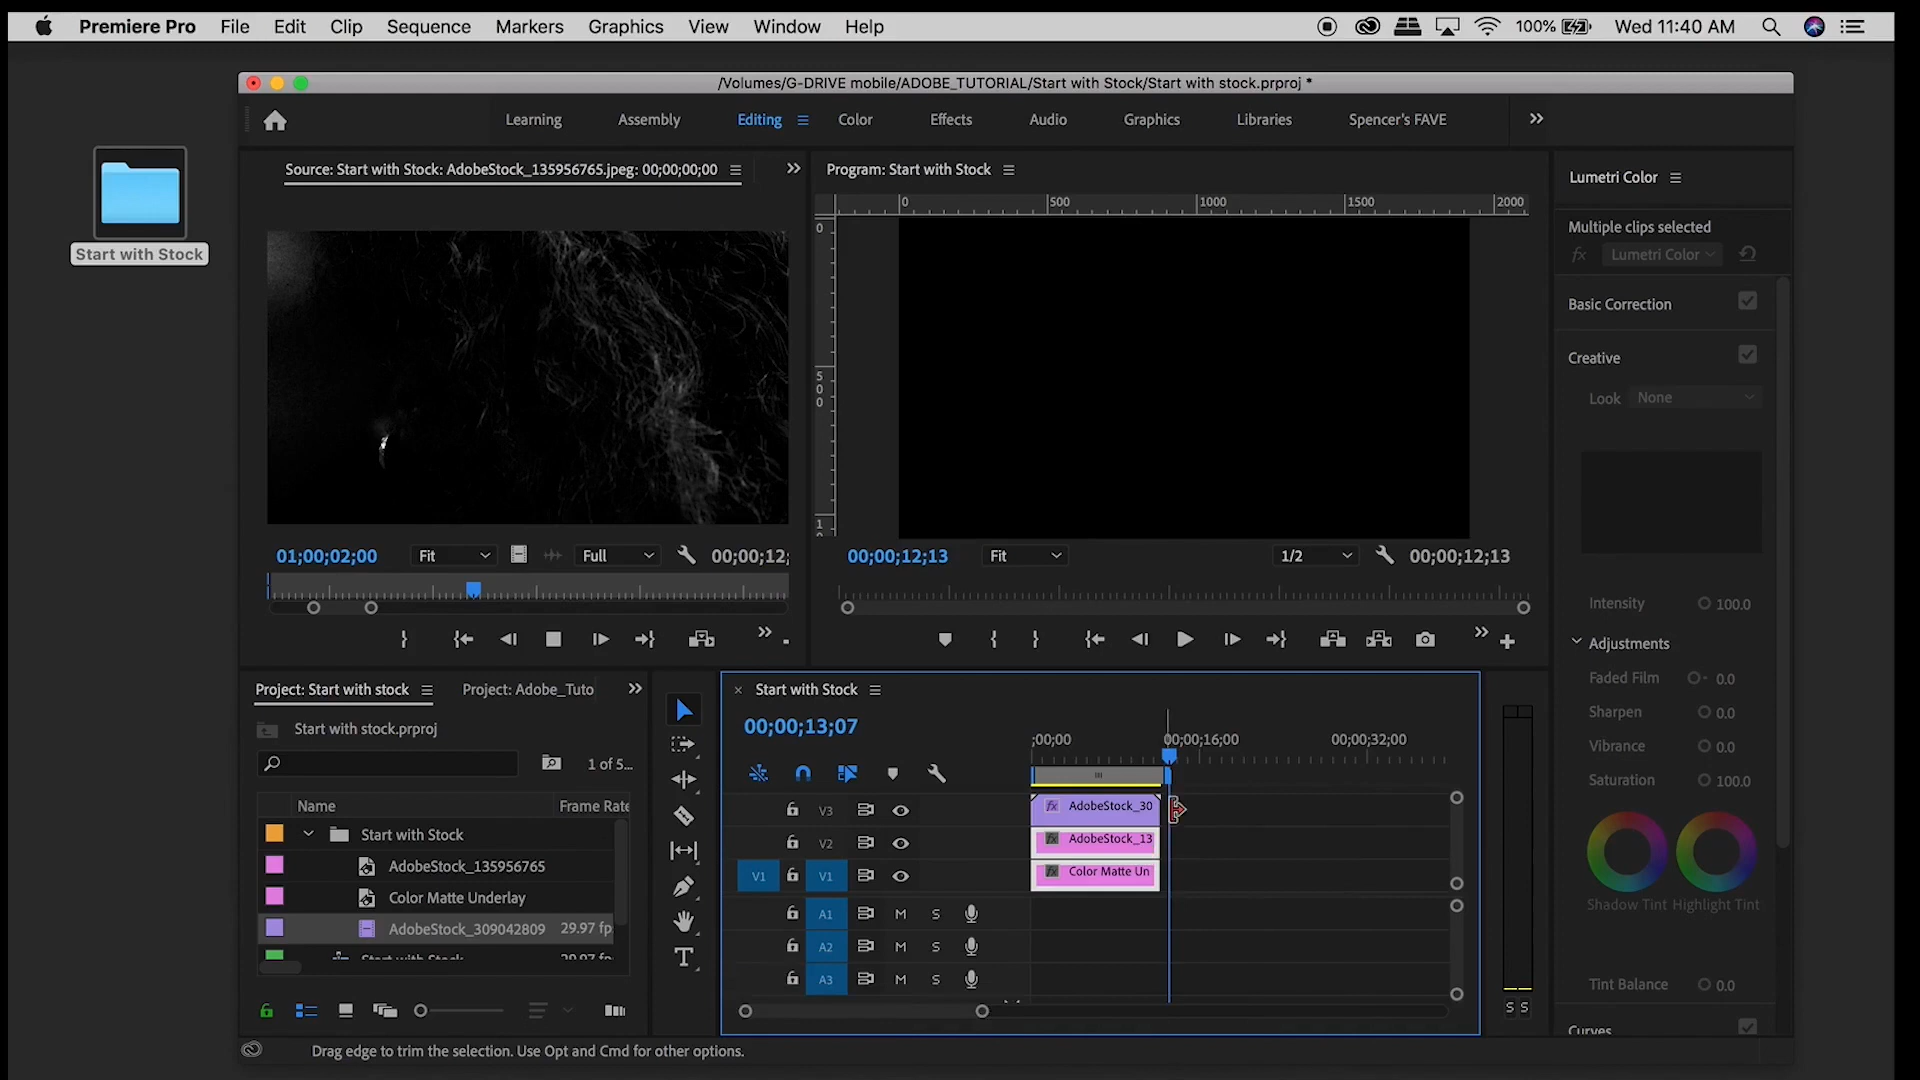 Premiere Pro File Edit Clip Sequence Markers Graphics View Window Help 100% Wed 11:40 AM
/Volumes/G-DRIVE mobile/ADOBE_TUTORIAL/Start with Stock/Start with stock.prproj *
Start with Stock
Learning Assembly Editing Color Effects Audio Graphics Libraries Spencer's FAVE
Source: Start with Stock: AdobeStock_135956765.jpeg: 00;00;00;00
Program: Start with Stock
0 500 1000 1500 2000
0
500
1
01;00;02;00 Fit Full 00;00;12;
00;00;12;13 Fit 1/2 00;00;12;13
Lumetri Color
Multiple clips selected
fx Lumetri Color
Basic Correction
Creative
Look None
Intensity 100.0
Adjustments
Faded Film 0.0
Sharpen 0.0
Vibrance 0.0
Saturation 100.0
Shadow Tint Highlight Tint
Tint Balance 0.0
Curves
Project: Start with stock Project: Adobe_Tuto
Start with stock.prproj
1 of 5...
Name Frame Rate
Start with Stock
AdobeStock_135956765
Color Matte Underlay
AdobeStock_309042809 29.97 fp
Start with Stock 29.97 fp
T
× Start with Stock
00;00;13;07
;00;00 00;00;16;00 00;00;32;00
V3 fx AdobeStock_30
V2 fx AdobeStock_13
V1 V1 fx Color Matte Un
A1 M S
A2 M S
A3 M S
S S
Drag edge to trim the selection. Use Opt and Cmd for other options.